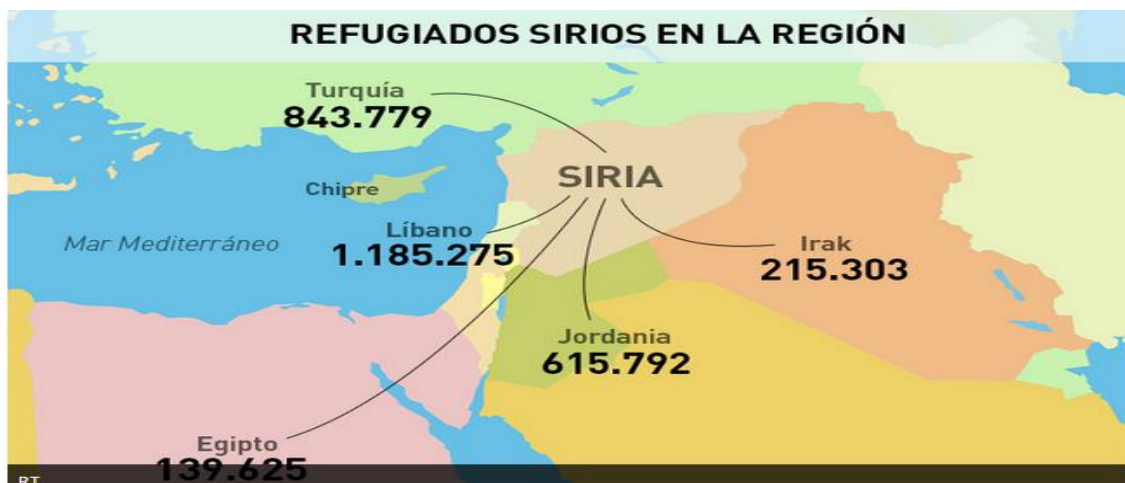 REFUGIADOS SIRIOS EN LA REGIÓN
Turquía
843.779
SIRIA
Chipre
Líbano
1.185.275
Mar Mediterráneo
Irak
215.303
Jordania
615.792
Egipto
139.625
RT